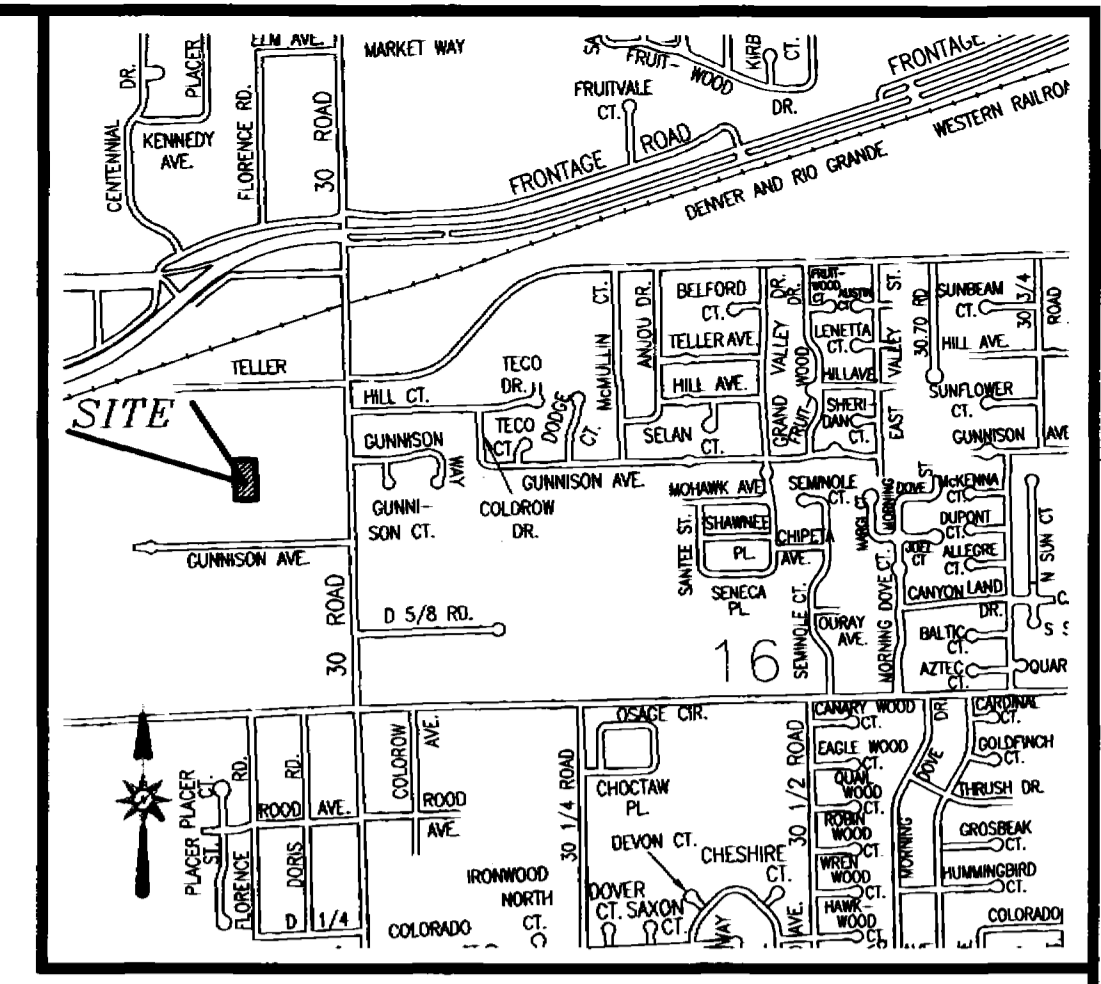 ELM AVE.
MARKET WAY
CENTENNIAL
DR.
PLACER
KENNEDY
AVE.
FLORENCE RD.
30 ROAD
SA
FRUIT-
WOOD
DR.
KIRB
CT.
CT.
FRUITVALE
CT.
FRONTAGE ROAD
FRONTAGE
DENVER AND RIO GRANDE
WESTERN RAILROA
TELLER
SITE
HILL CT.
TECO
DR.
TECO
CT
DODGE
CT.
McMULLIN CT.
ANJOU DR.
BELFORD
CT.
TELLER AVE.
HILL AVE.
SELAN
CT.
GRAND VALLEY DR.
FRUIT-
WOOD
DR.
FRUIT-
WOOD
CT
AUSTIN
CT
LENETTA
CT.
HILL AVE
SHERI-
DAN
CT.
EAST VALLEY ST.
30.70 RD
SUNBEAM
CT.
30 3/4
ROAD
HILL AVE.
SUNFLOWER
CT.
GUNNISON AVE
GUNNISON
WAY
GUNNI-
SON CT.
COLDROW
DR.
GUNNISON AVE.
GUNNISON AVE.
MOHAWK AVE
SANTEE ST.
SHAWNEE
PL.
SENECA
PL
CHIPETA
AVE.
SEMINOLE
CT.
SEMINOLE CT.
OURAY
AVE.
MARGI CT
MORNING
DOVE
ST
MORNING DOVE CT.
JOEL
CT
McKENNA
CT.
DUPONT
CT.
ALLEGRE
CT.
CANYON LAND
DR.
N SUN CT
C
S S
BALTIC
CT.
AZTEC
CT.
QUAR
30 ROAD
D 5/8 RD.
16
PLACER CT.
PLACER ST.
FLORENCE
RD.
DORIS
RD.
ROOD AVE.
COLOROW
AVE.
ROOD
AVE.
D 1/4
COLORADO
IRONWOOD
NORTH
CT.
30 1/4 ROAD
OSAGE CIR.
CHOCTAW
PL.
DEVON CT.
CHESHIRE
CT.
DOVER
CT.
SAXON
CT.
WAY
30 1/2 ROAD
AVE.
CANARY WOOD
CT.
EAGLE WOOD
CT.
QUAIL
WOOD
CT.
ROBIN
WOOD
CT.
WREN
WOOD
CT.
HAWK-
WOOD
CT.
MORNING
DOVE
DR.
CARDINAL
CT.
GOLDFINCH
CT.
THRUSH DR.
GROSBEAK
CT.
HUMMINGBIRD
CT.
COLORADO